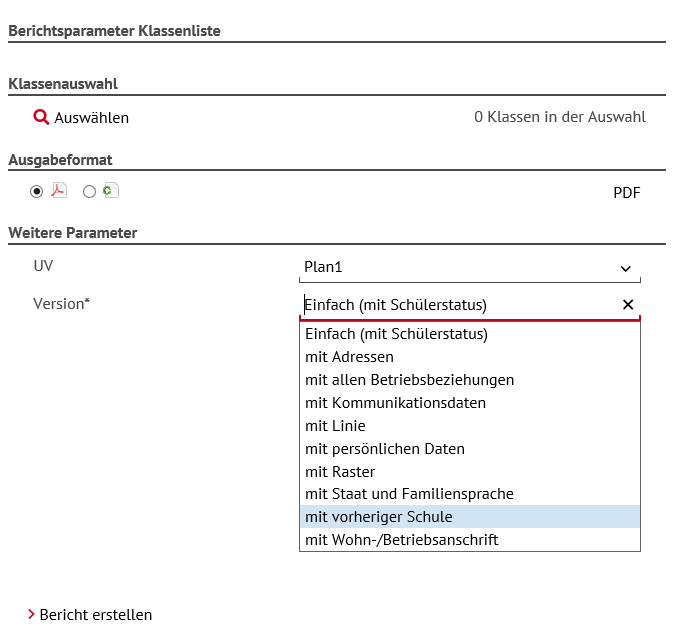 Berichtsparameter Klassenliste
Klassenauswahl
Auswählen 0 Klassen in der Auswahl
Ausgabeformat
PDF
Weitere Parameter
UV Plan1
Version* Einfach (mit Schülerstatus)
Einfach (mit Schülerstatus)
mit Adressen
mit allen Betriebsbeziehungen
mit Kommunikationsdaten
mit Linie
mit persönlichen Daten
mit Raster
mit Staat und Familiensprache
mit vorheriger Schule
mit Wohn-/Betriebsanschrift
Bericht erstellen